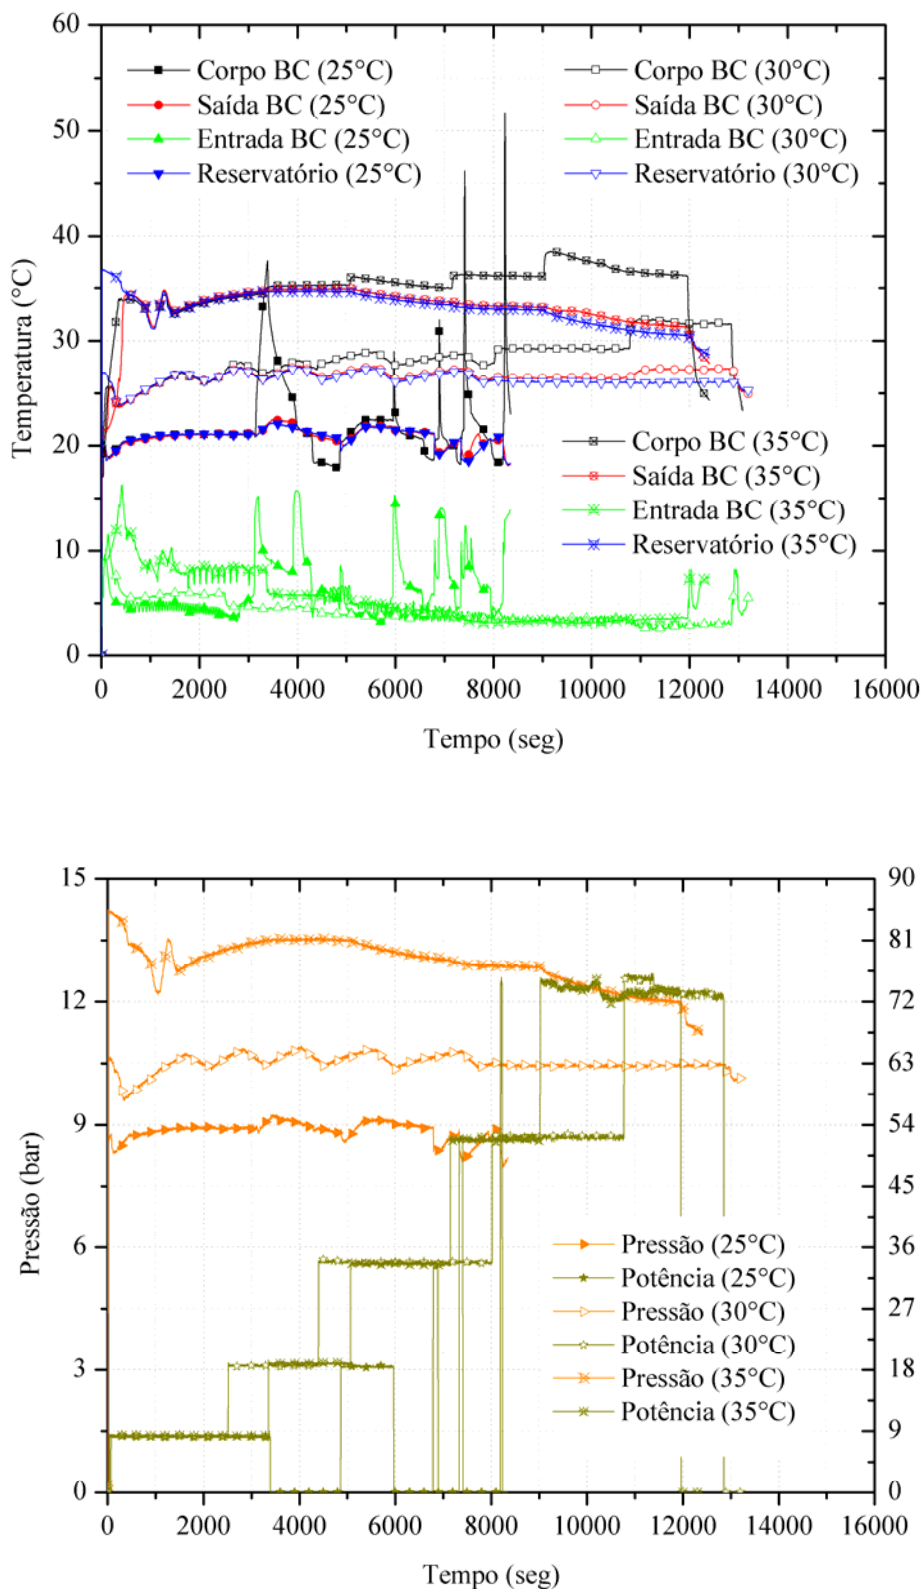 60
50
40
30
20
10
0
Temperatura (°C)
Corpo BC (25°C)
Saída BC (25°C)
Entrada BC (25°C)
Reservatório (25°C)
Corpo BC (30°C)
Saída BC (30°C)
Entrada BC (30°C)
Reservatório (30°C)
Corpo BC (35°C)
Saída BC (35°C)
Entrada BC (35°C)
Reservatório (35°C)
0 2000 4000 6000 8000 10000 12000 14000 16000
Tempo (seg)
15
12
9
6
3
0
Pressão (bar)
90
81
72
63
54
45
36
27
18
9
0
Pressão (25°C)
Potência (25°C)
Pressão (30°C)
Potência (30°C)
Pressão (35°C)
Potência (35°C)
0 2000 4000 6000 8000 10000 12000 14000 16000
Tempo (seg)